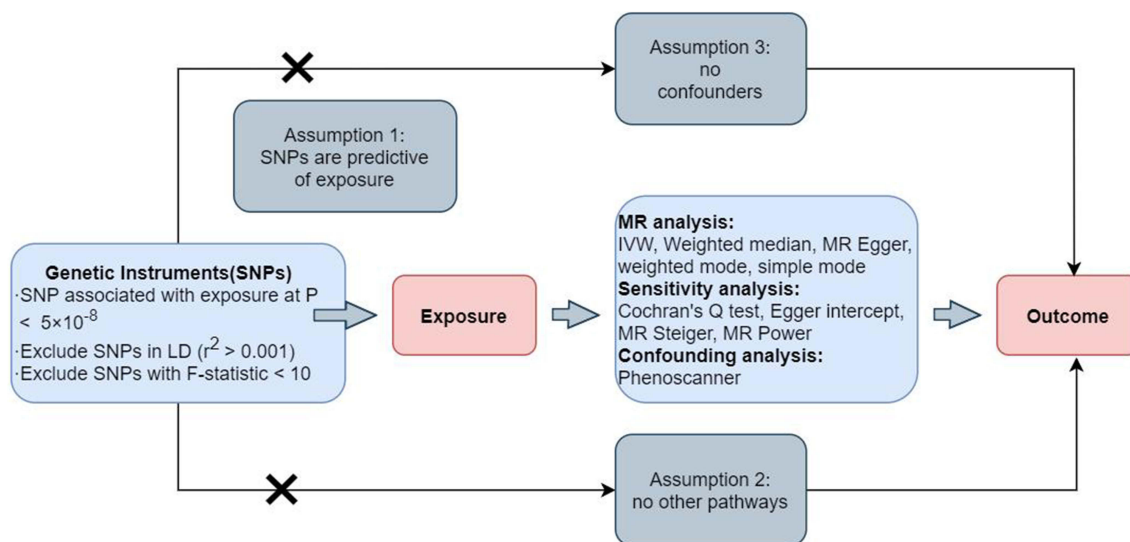 Assumption 3:
no
confounders
Assumption 1:
SNPs are predictive
of exposure
Genetic Instruments(SNPs)
·SNP associated with exposure at P
< 5×10⁻⁸
·Exclude SNPs in LD (r² > 0.001)
·Exclude SNPs with F-statistic < 10
Exposure
MR analysis:
IVW, Weighted median, MR Egger,
weighted mode, simple mode
Sensitivity analysis:
Cochran's Q test, Egger intercept,
MR Steiger, MR Power
Confounding analysis:
Phenoscanner
Outcome
Assumption 2:
no other pathways